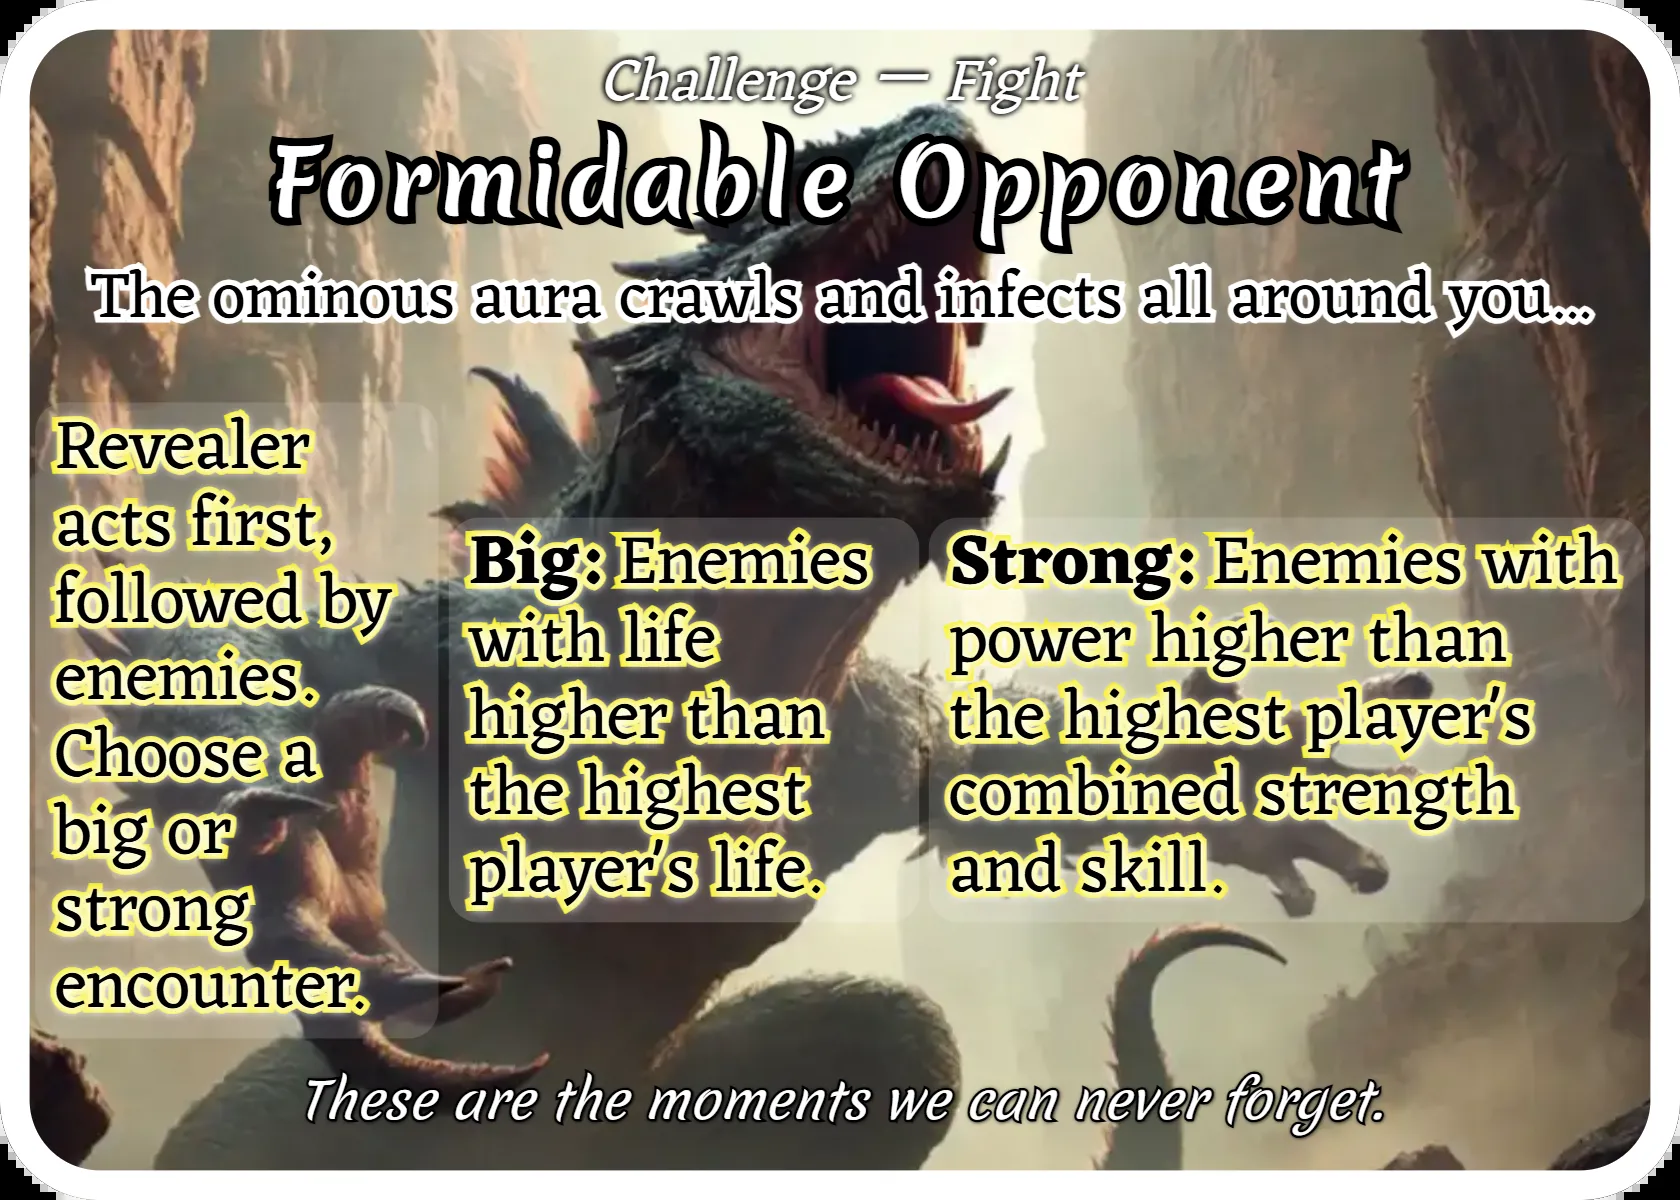 Challenge — Fight
Formidable Opponent
The ominous aura crawls and infects all around you...
Revealer
acts first,
followed by
enemies.
Choose a
big or
strong
encounter.
Big: Enemies
with life
higher than
the highest
player's life.
Strong: Enemies with
power higher than
the highest player's
combined strength
and skill.
These are the moments we can never forget.